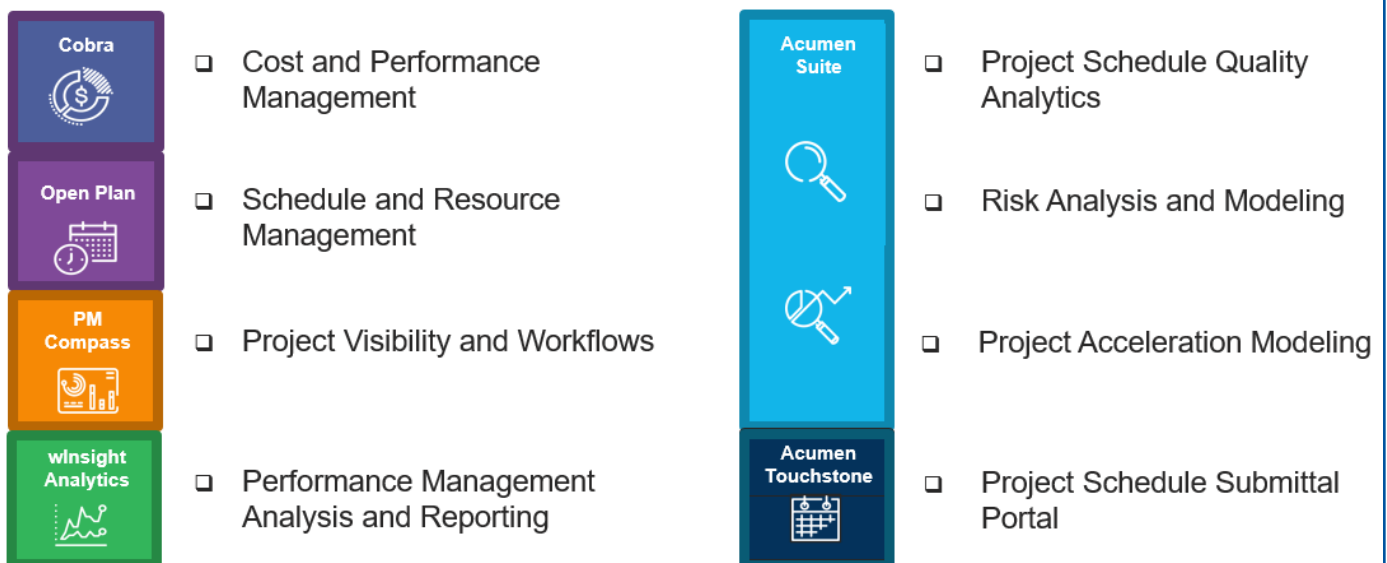 Cobra
Cost and Performance
Management
Open Plan
Schedule and Resource
Management
PM
Compass
Project Visibility and Workflows
wInsight
Analytics
Performance Management
Analysis and Reporting
Acumen
Suite
Project Schedule Quality
Analytics
Risk Analysis and Modeling
Project Acceleration Modeling
Acumen
Touchstone
Project Schedule Submittal
Portal